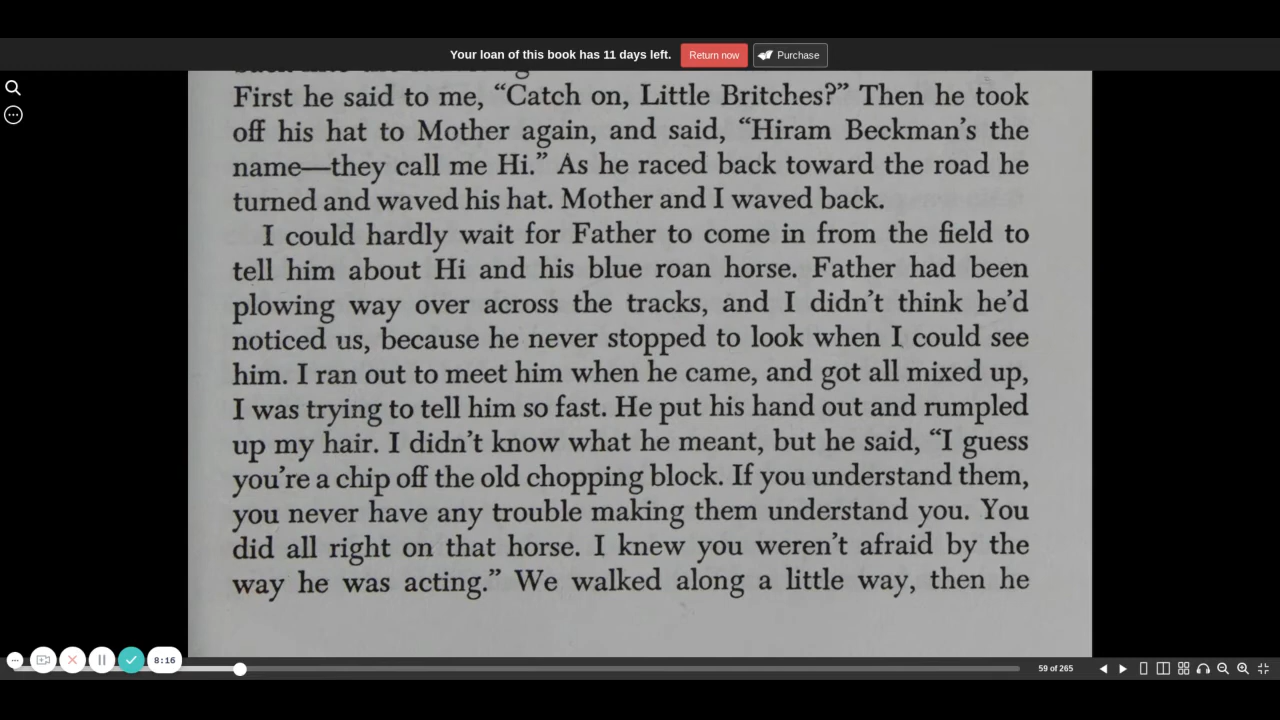 Your loan of this book has 11 days left.
Return now
Purchase
First he said to me, “Catch on, Little Britches?” Then he took
off his hat to Mother again, and said, “Hiram Beckman’s the
name—they call me Hi.” As he raced back toward the road he
turned and waved his hat. Mother and I waved back.
I could hardly wait for Father to come in from the field to
tell him about Hi and his blue roan horse. Father had been
plowing way over across the tracks, and I didn’t think he’d
noticed us, because he never stopped to look when I could see
him. I ran out to meet him when he came, and got all mixed up,
I was trying to tell him so fast. He put his hand out and rumpled
up my hair. I didn’t know what he meant, but he said, “I guess
you’re a chip off the old chopping block. If you understand them,
you never have any trouble making them understand you. You
did all right on that horse. I knew you weren’t afraid by the
way he was acting.” We walked along a little way, then he
8:16
59 of 265